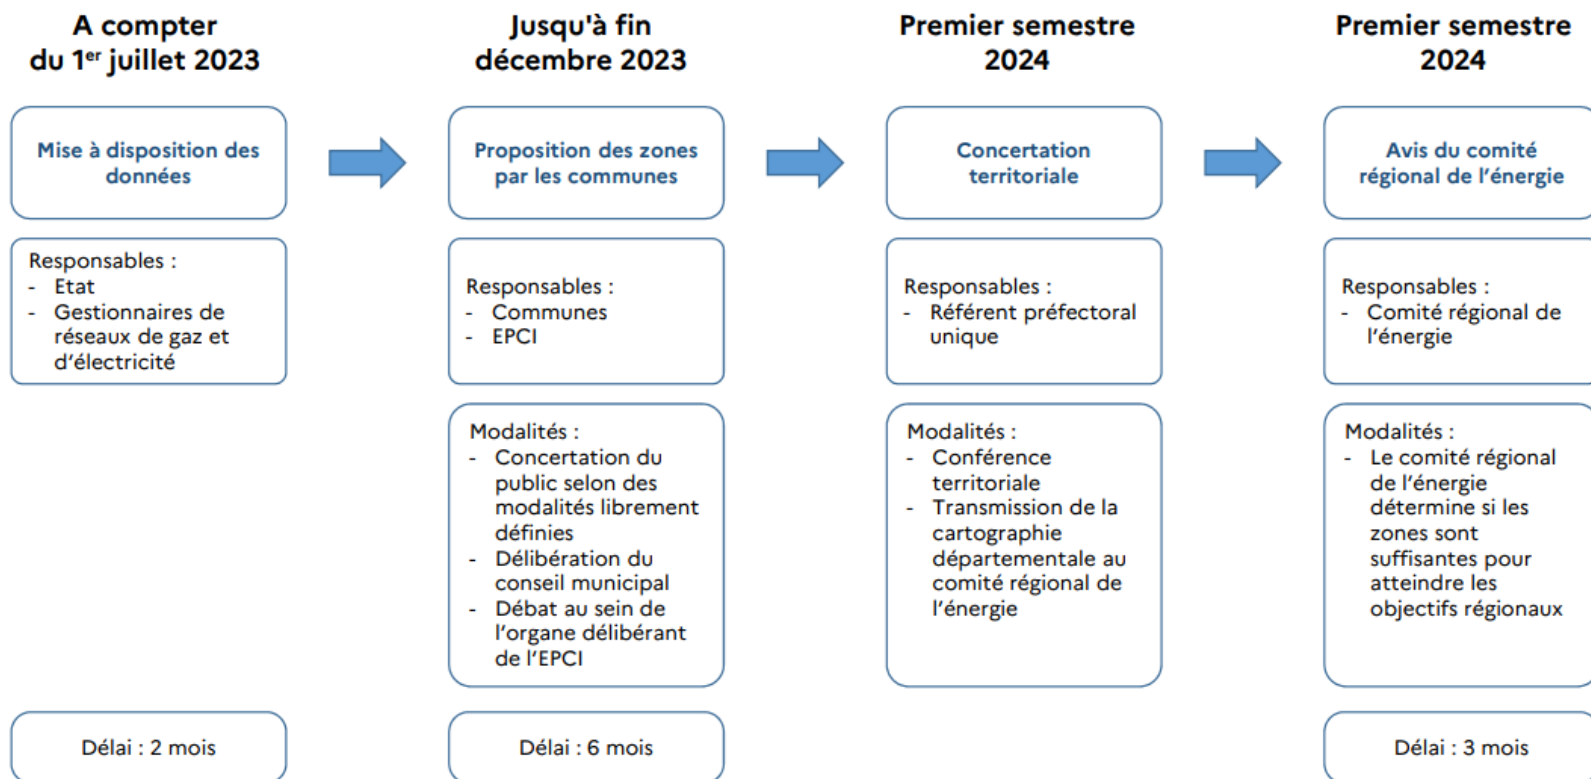 A compter
du 1er juillet 2023
Jusqu'à fin
décembre 2023
Premier semestre
2024
Premier semestre
2024
Mise à disposition des
données
Proposition des zones
par les communes
Concertation
territoriale
Avis du comité
régional de l'énergie
Responsables :
- Etat
- Gestionnaires de
réseaux de gaz et
d'électricité
Responsables :
- Communes
- EPCI
Responsables :
- Référent préfectoral
unique
Responsables :
- Comité régional de
l'énergie
Modalités :
- Concertation du
public selon des
modalités librement
définies
- Délibération du
conseil municipal
- Débat au sein de
l'organe délibérant
de l'EPCI
Modalités :
- Conférence
territoriale
- Transmission de la
cartographie
départementale au
comité régional de
l'énergie
Modalités :
- Le comité régional
de l'énergie
détermine si les
zones sont
suffisantes pour
atteindre les
objectifs régionaux
Délai : 2 mois
Délai : 6 mois
Délai : 3 mois